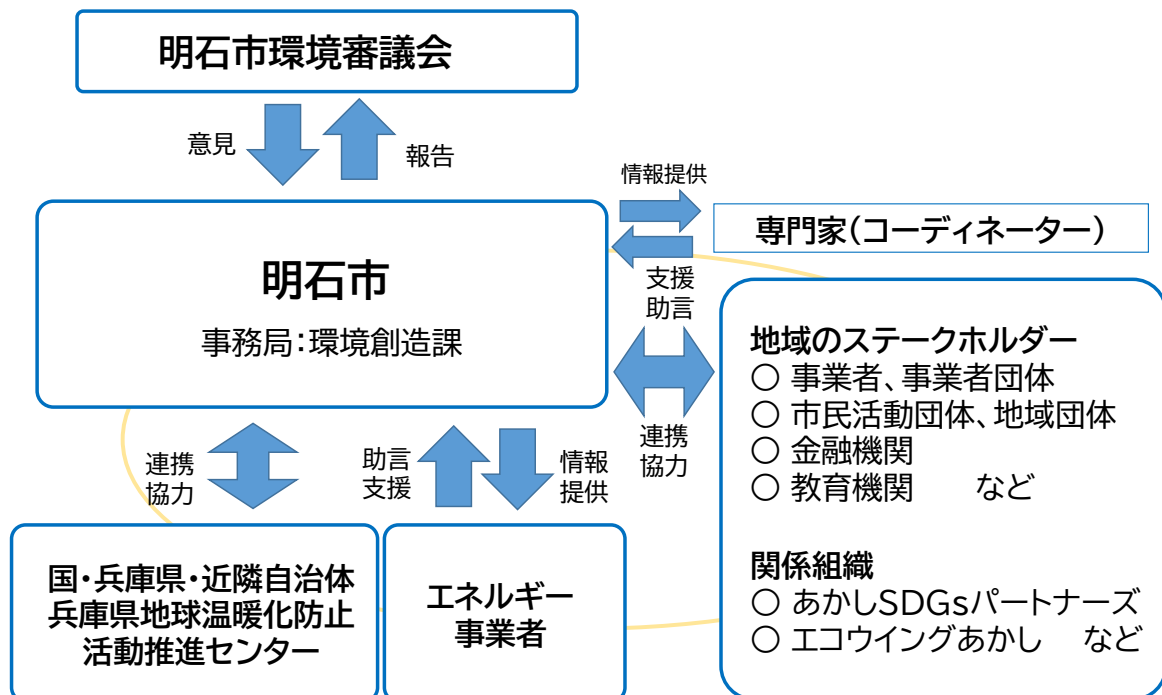 明石市環境審議会
意見
報告
情報提供
専門家(コーディネーター)
支援
助言
明石市
事務局：環境創造課
連携
協力
地域のステークホルダー
○ 事業者、事業者団体
○ 市民活動団体、地域団体
○ 金融機関
○ 教育機関　　など
関係組織
○ あかしSDGsパートナーズ
○ エコウイングあかし　など
連携
協力
助言
支援
情報
提供
国・兵庫県・近隣自治体
兵庫県地球温暖化防止
活動推進センター
エネルギー
事業者